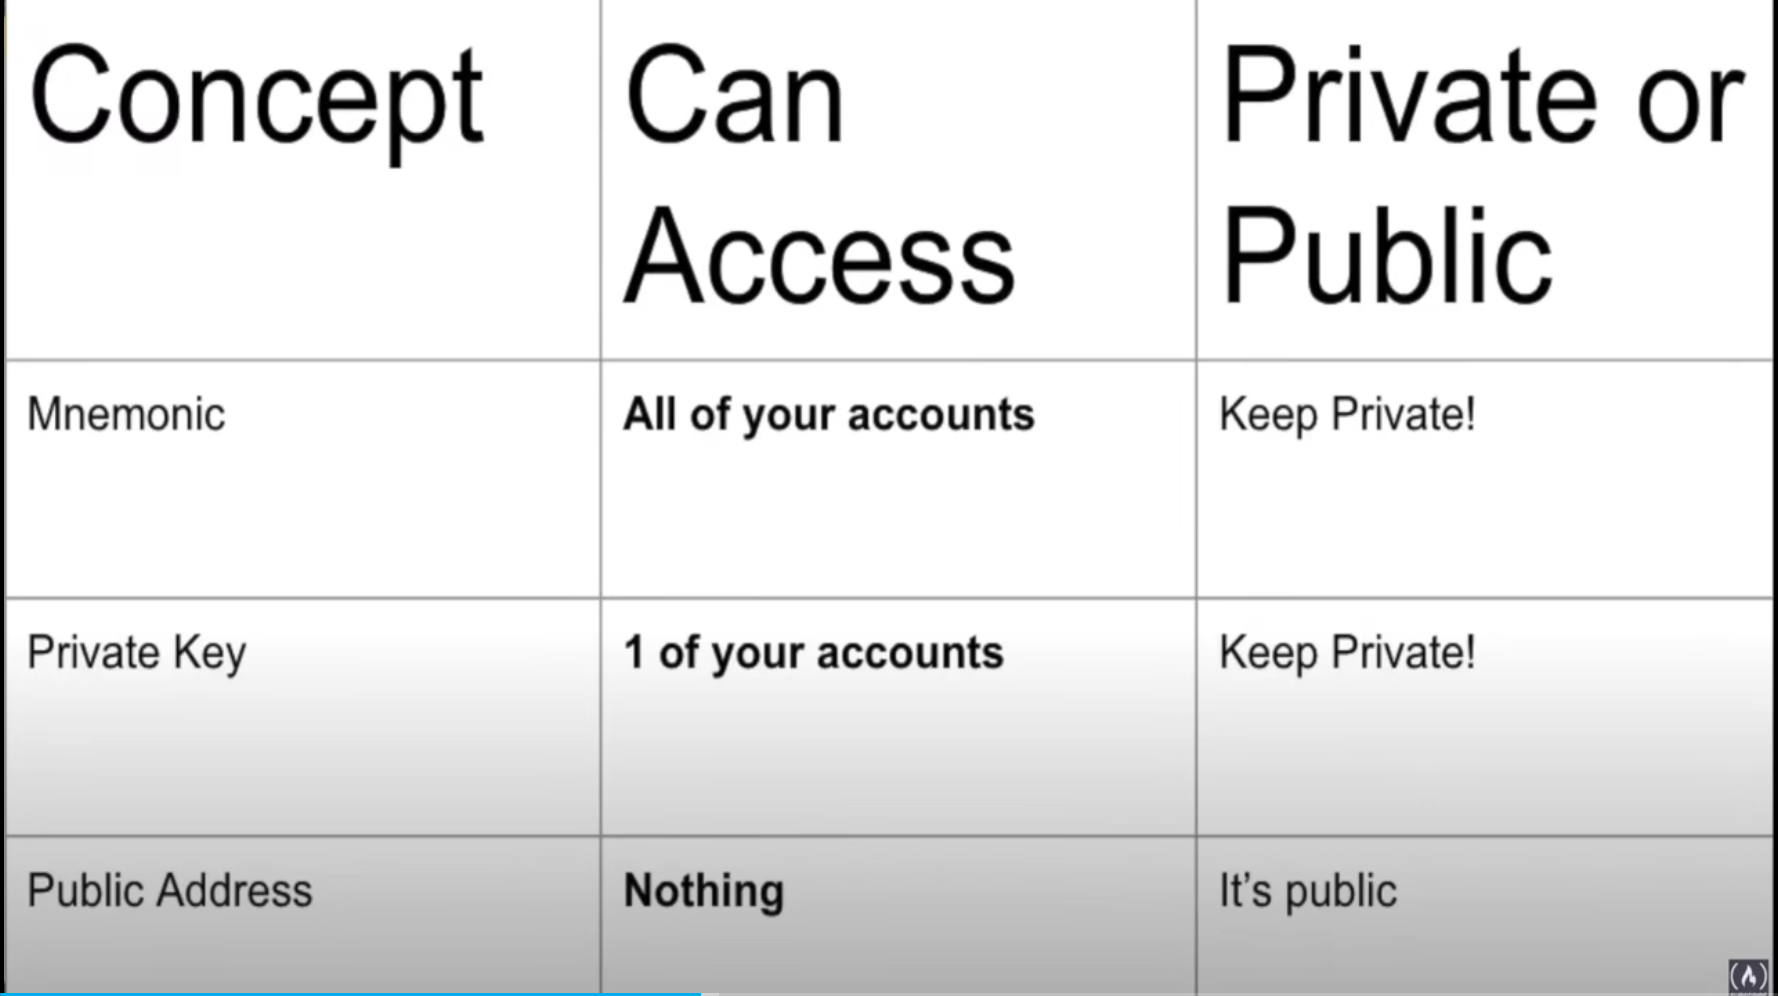 Concept
Can
Access
Private or
Public
Mnemonic
All of your accounts
Keep Private!
Private Key
1 of your accounts
Keep Private!
Public Address
Nothing
It’s public